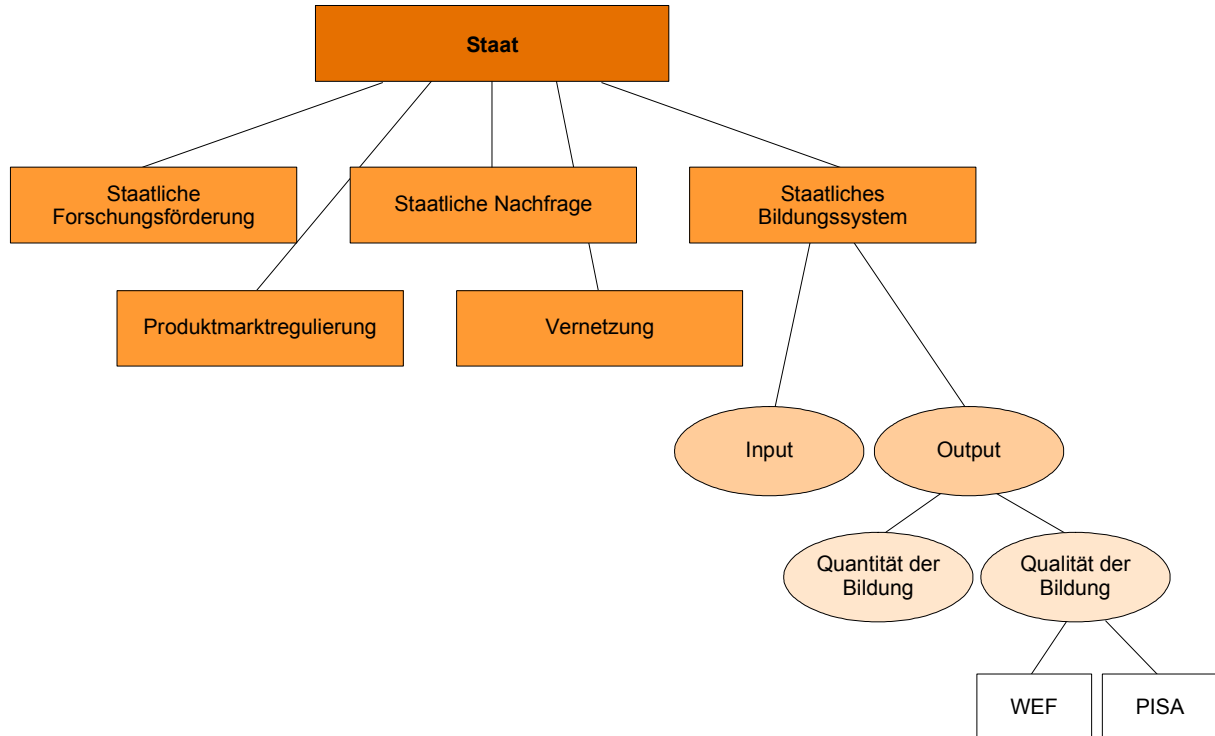 Staat
Staatliche
Forschungsförderung
Staatliche Nachfrage
Staatliches
Bildungssystem
Produktmarktregulierung
Vernetzung
Input
Output
Quantität der
Bildung
Qualität der
Bildung
WEF
PISA